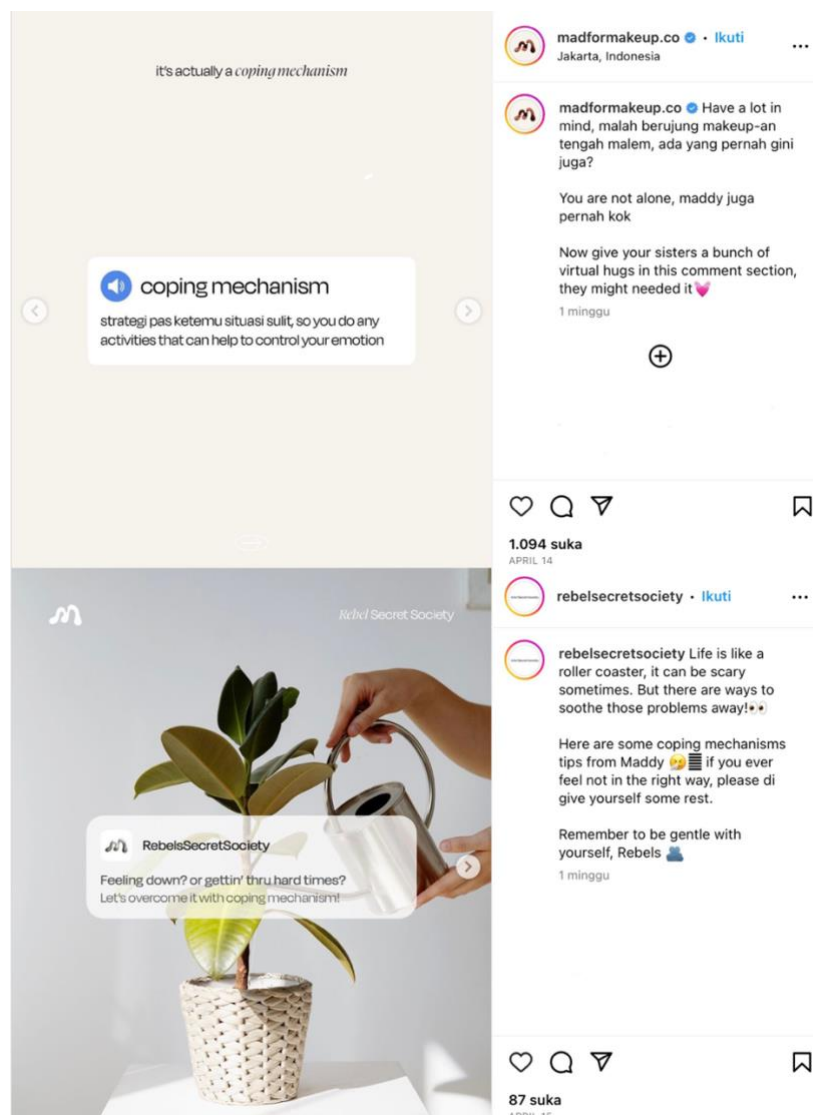 it's actually a coping mechanism
coping mechanism
strategi pas ketemu situasi sulit, so you do any
activities that can help to control your emotion
madformakeup.co • Ikuti
Jakarta, Indonesia
madformakeup.co Have a lot in
mind, malah berujung makeup-an
tengah malem, ada yang pernah gini
juga?
You are not alone, maddy juga
pernah kok
Now give your sisters a bunch of
virtual hugs in this comment section,
they might needed it💓
1 minggu
1.094 suka
APRIL 14
Rebel Secret Society
RebelsSecretSociety
Feeling down? or gettin' thru hard times?
Let's overcome it with coping mechanism!
rebelsecretsociety • Ikuti
rebelsecretsociety Life is like a
roller coaster, it can be scary
sometimes. But there are ways to
soothe those problems away!👀
Here are some coping mechanisms
tips from Maddy if you ever
feel not in the right way, please di
give yourself some rest.
Remember to be gentle with
yourself, Rebels 🫂
1 minggu
87 suka